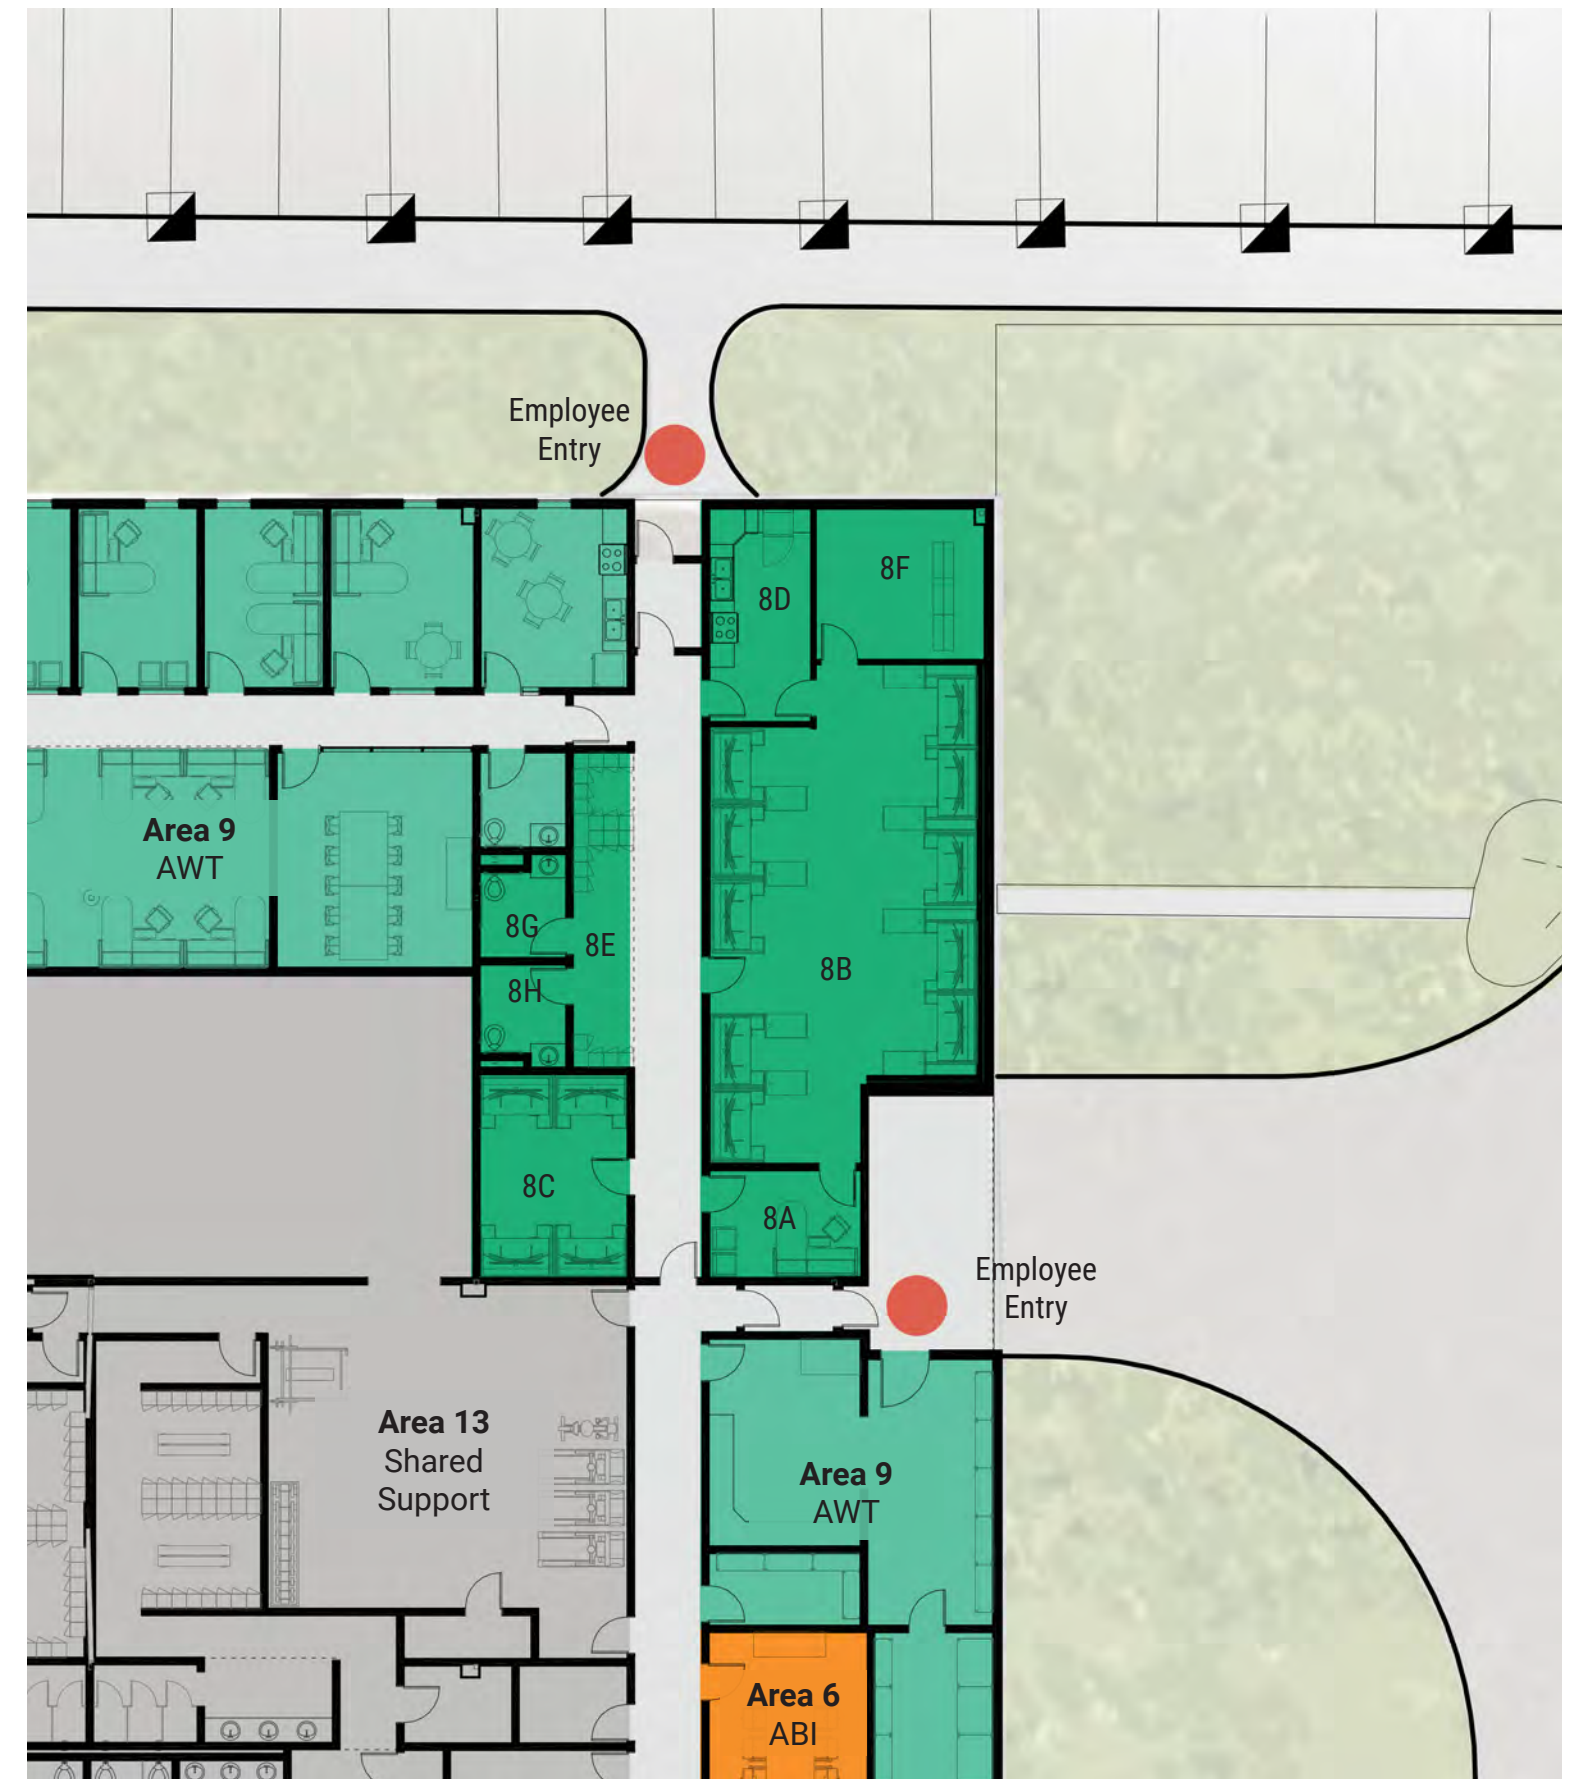 Employee
Entry
8F
8D
Area 9
AWT
8G
8E
8H
8B
8C
8A
Employee
Entry
Area 13
Shared
Support
Area 9
AWT
Area 6
ABI